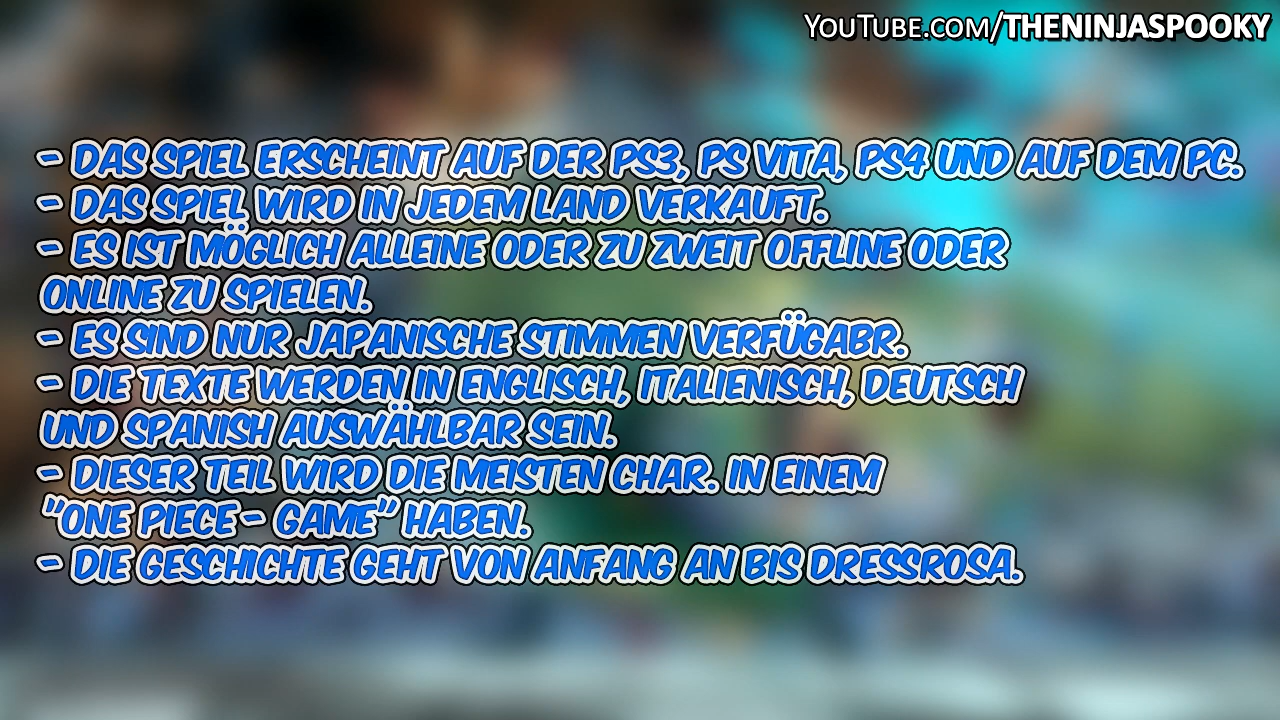 YouTube.com/THENINJASPOOKY
- DAS SPIEL ERSCHEINT AUF DER PS3, PS VITA, PS4 UND AUF DEM PC.
- DAS SPIEL WIRD IN JEDEM LAND VERKAUFT.
- ES IST MÖGLICH ALLEINE ODER ZU ZWEIT OFFLINE ODER
ONLINE ZU SPIELEN.
- ES SIND NUR JAPANISCHE STIMMEN VERFÜGABR.
- DIE TEXTE WERDEN IN ENGLISCH, ITALIENISCH, DEUTSCH
UND SPANISH AUSWÄHLBAR SEIN.
- DIESER TEIL WIRD DIE MEISTEN CHAR. IN EINEM
"ONE PIECE - GAME" HABEN.
- DIE GESCHICHTE GEHT VON ANFANG AN BIS DRESSROSA.